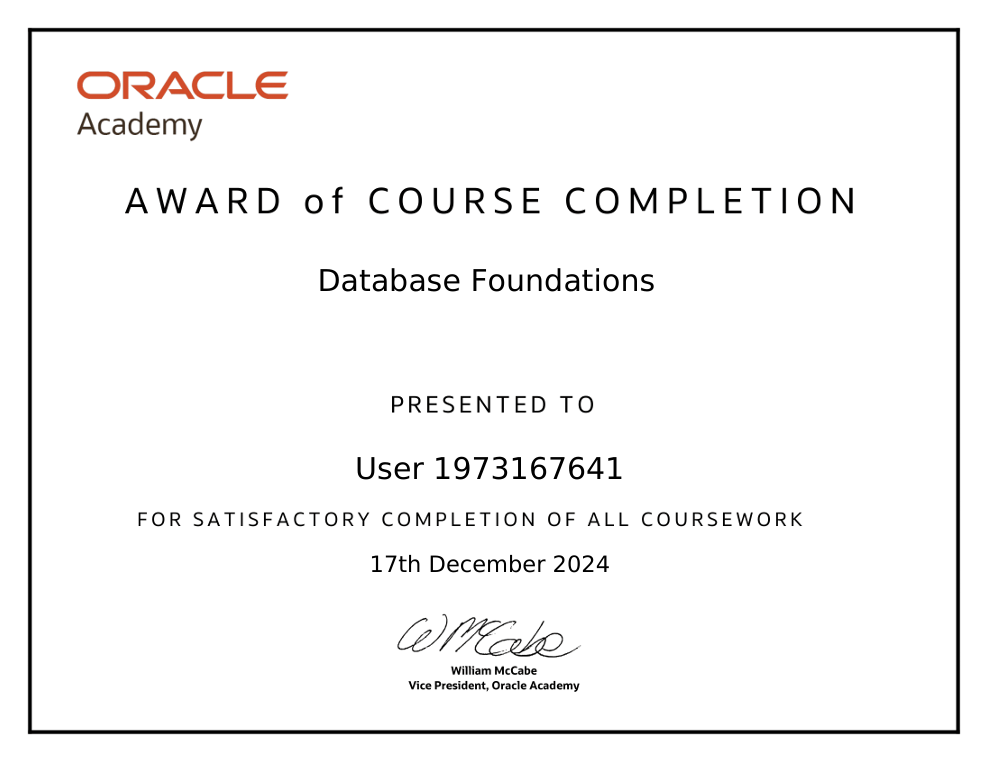 ORACLE
Academy
AWARD of COURSE COMPLETION
Database Foundations
PRESENTED TO
User 1973167641
FOR SATISFACTORY COMPLETION OF ALL COURSEWORK
17th December 2024
W McCabe
William McCabe
Vice President, Oracle Academy